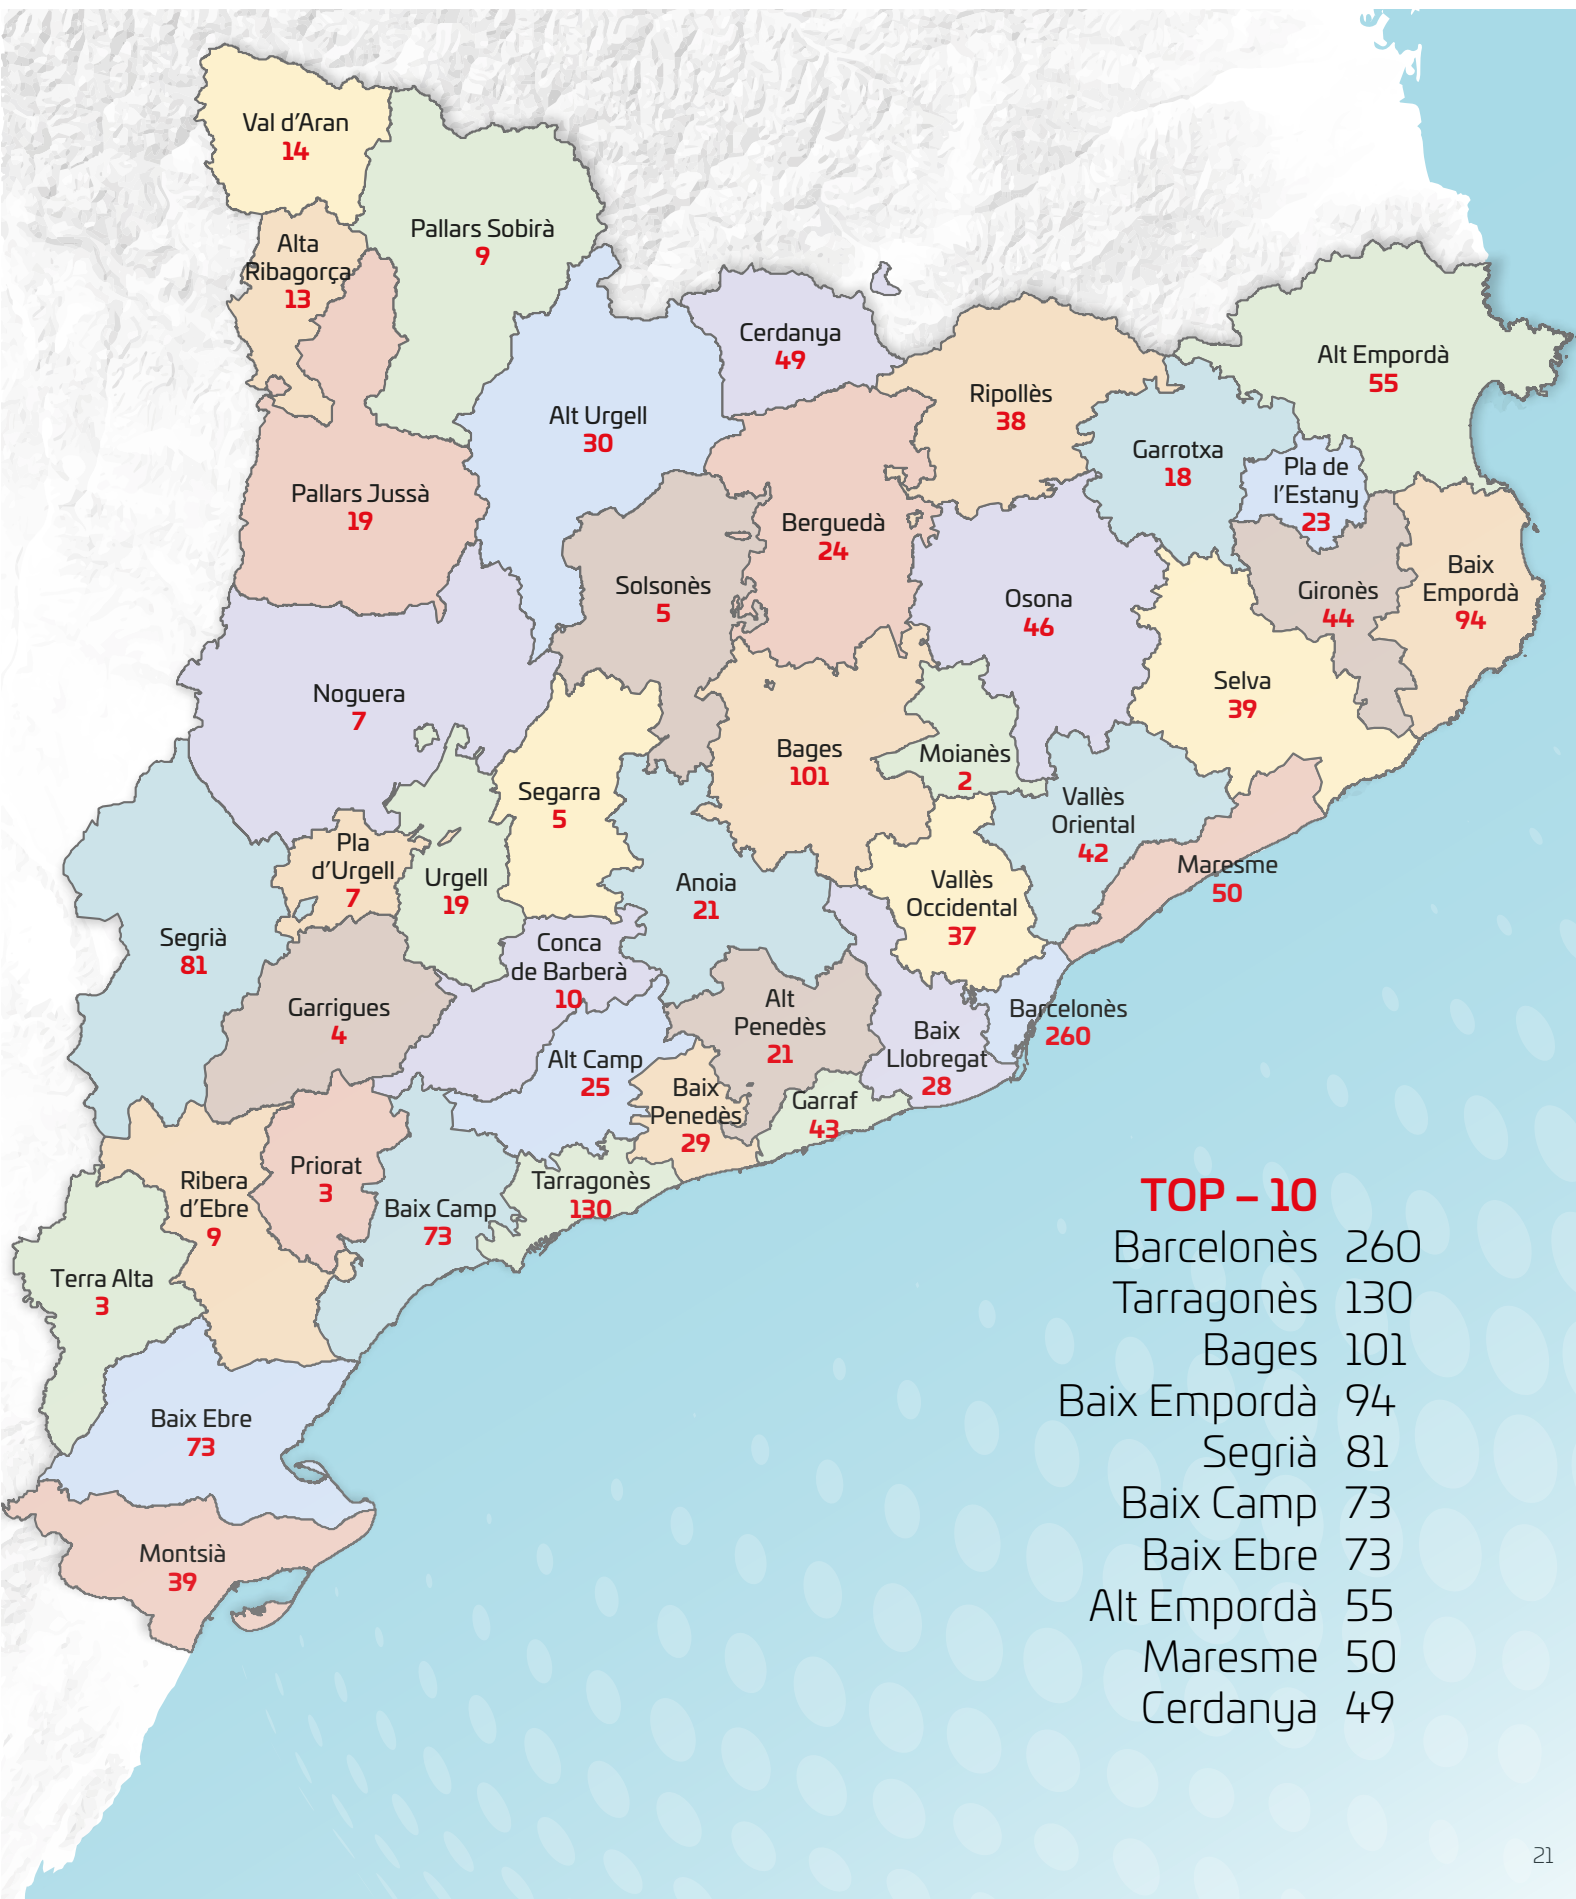 Val d'Aran
14
Pallars Sobirà
9
Alta
Ribagorça
13
Cerdanya
49
Alt Empordà
55
Ripollès
38
Alt Urgell
30
Garrotxa
18
Pla de
l'Estany
23
Pallars Jussà
19
Berguedà
24
Solsonès
5
Osona
46
Gironès
44
Baix
Empordà
94
Noguera
7
Selva
39
Bages
101
Moianès
2
Segarra
5
Vallès
Oriental
42
Pla
d'Urgell
7
Urgell
19
Anoia
21
Vallès
Occidental
37
Maresme
50
Segrià
81
Conca
de Barberà
10
Garrigues
4
Alt
Penedès
21
Barcelonès
260
Baix
Llobregat
28
Alt Camp
25
Baix
Penedès
29
Garraf
43
Priorat
3
Ribera
d'Ebre
9
Baix Camp
73
Tarragonès
130
Terra Alta
3
Baix Ebre
73
Montsià
39
TOP – 10
Barcelonès 260
Tarragonès 130
Bages 101
Baix Empordà 94
Segrià 81
Baix Camp 73
Baix Ebre 73
Alt Empordà 55
Maresme 50
Cerdanya 49
21